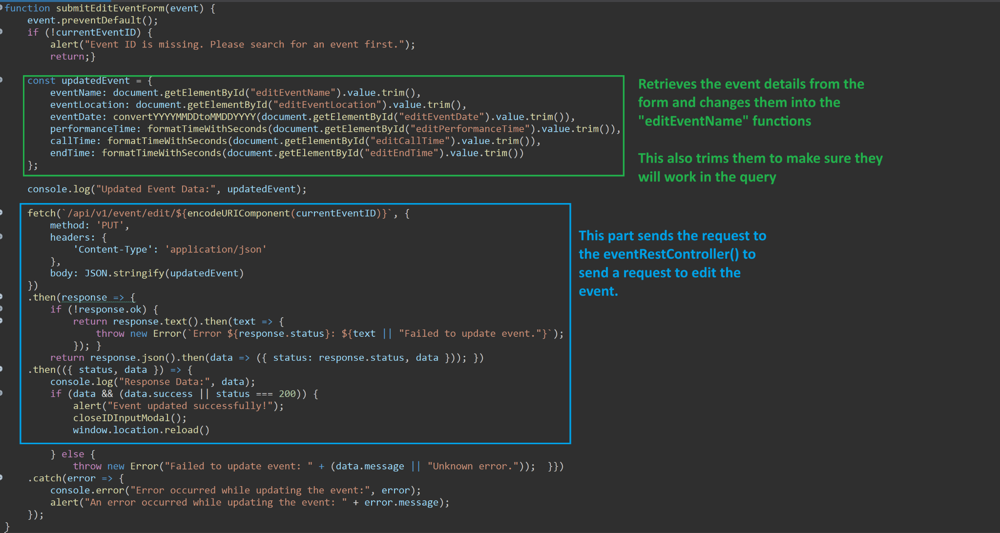 function submitEditEventForm(event) {
event.preventDefault();
if (!currentEventID) {
alert("Event ID is missing. Please search for an event first.");
return;}
const updatedEvent = {
eventName: document.getElementById("editEventName").value.trim(),
eventLocation: document.getElementById("editEventLocation").value.trim(),
eventDate: convertYYYYMMDDtoMMDDYYYY(document.getElementById("editEventDate").value.trim()),
performanceTime: formatTimeWithSeconds(document.getElementById("editPerformanceTime").value.trim()),
callTime: formatTimeWithSeconds(document.getElementById("editCallTime").value.trim()),
endTime: formatTimeWithSeconds(document.getElementById("editEndTime").value.trim())
};
Retrieves the event details from the
form and changes them into the
"editEventName" functions
This also trims them to make sure they
will work in the query
console.log("Updated Event Data:", updatedEvent);
fetch(`/api/v1/event/edit/${encodeURIComponent(currentEventID)}`, {
method: 'PUT',
headers: {
'Content-Type': 'application/json'
},
body: JSON.stringify(updatedEvent)
})
.then(response => {
if (!response.ok) {
return response.text().then(text => {
throw new Error(`Error ${response.status}: ${text || "Failed to update event."}`);
}); }
return response.json().then(data => ({ status: response.status, data })); })
.then(({ status, data }) => {
console.log("Response Data:", data);
if (data && (data.success || status === 200)) {
alert("Event updated successfully!");
closeIDInputModal();
window.location.reload()
This part sends the request to
the eventRestController() to
send a request to edit the
event.
} else {
throw new Error("Failed to update event: " + (data.message || "Unknown error."));  }})
.catch(error => {
console.error("Error occurred while updating the event:", error);
alert("An error occurred while updating the event: " + error.message);
});
}